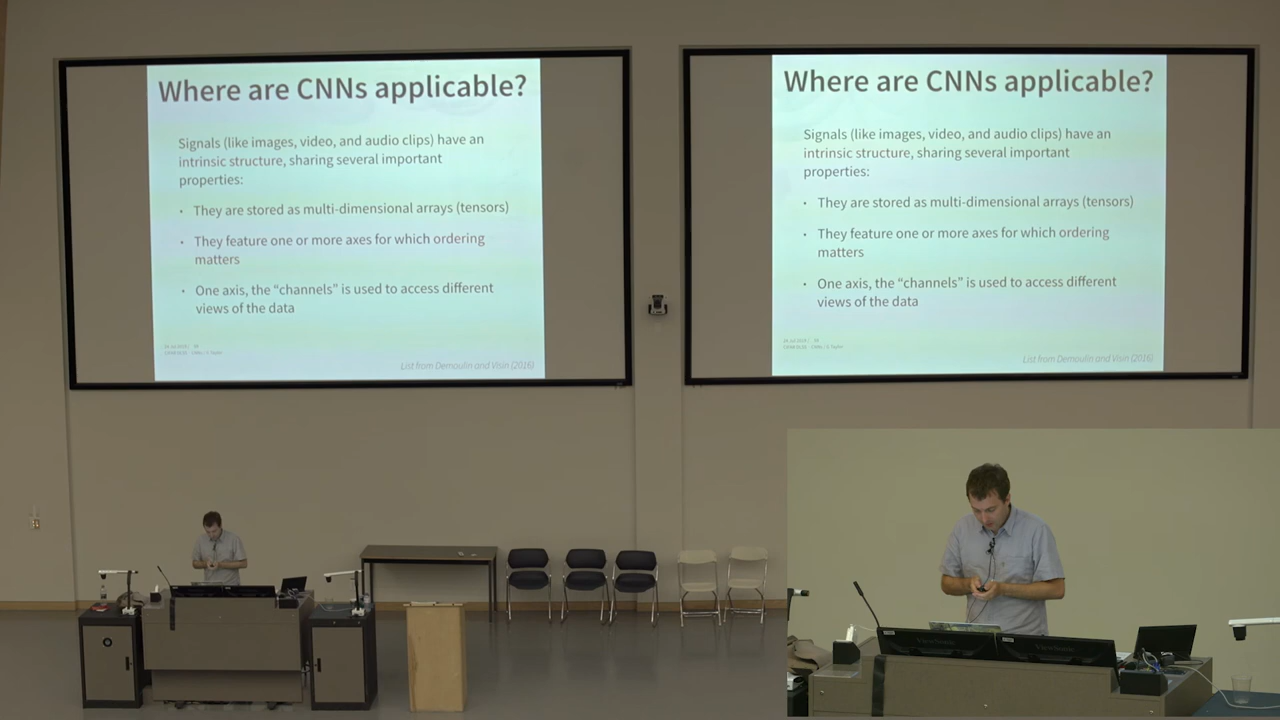 Where are CNNs applicable?
Signals (like images, video, and audio clips) have an
intrinsic structure, sharing several important
properties:
• They are stored as multi-dimensional arrays (tensors)
• They feature one or more axes for which ordering
matters
• One axis, the “channels” is used to access different
views of the data
List from Demoulin and Visin (2016)
Where are CNNs applicable?
Signals (like images, video, and audio clips) have an
intrinsic structure, sharing several important
properties:
• They are stored as multi-dimensional arrays (tensors)
• They feature one or more axes for which ordering
matters
• One axis, the “channels” is used to access different
views of the data
List from Demoulin and Visin (2016)
ViewSonic
ViewSonic